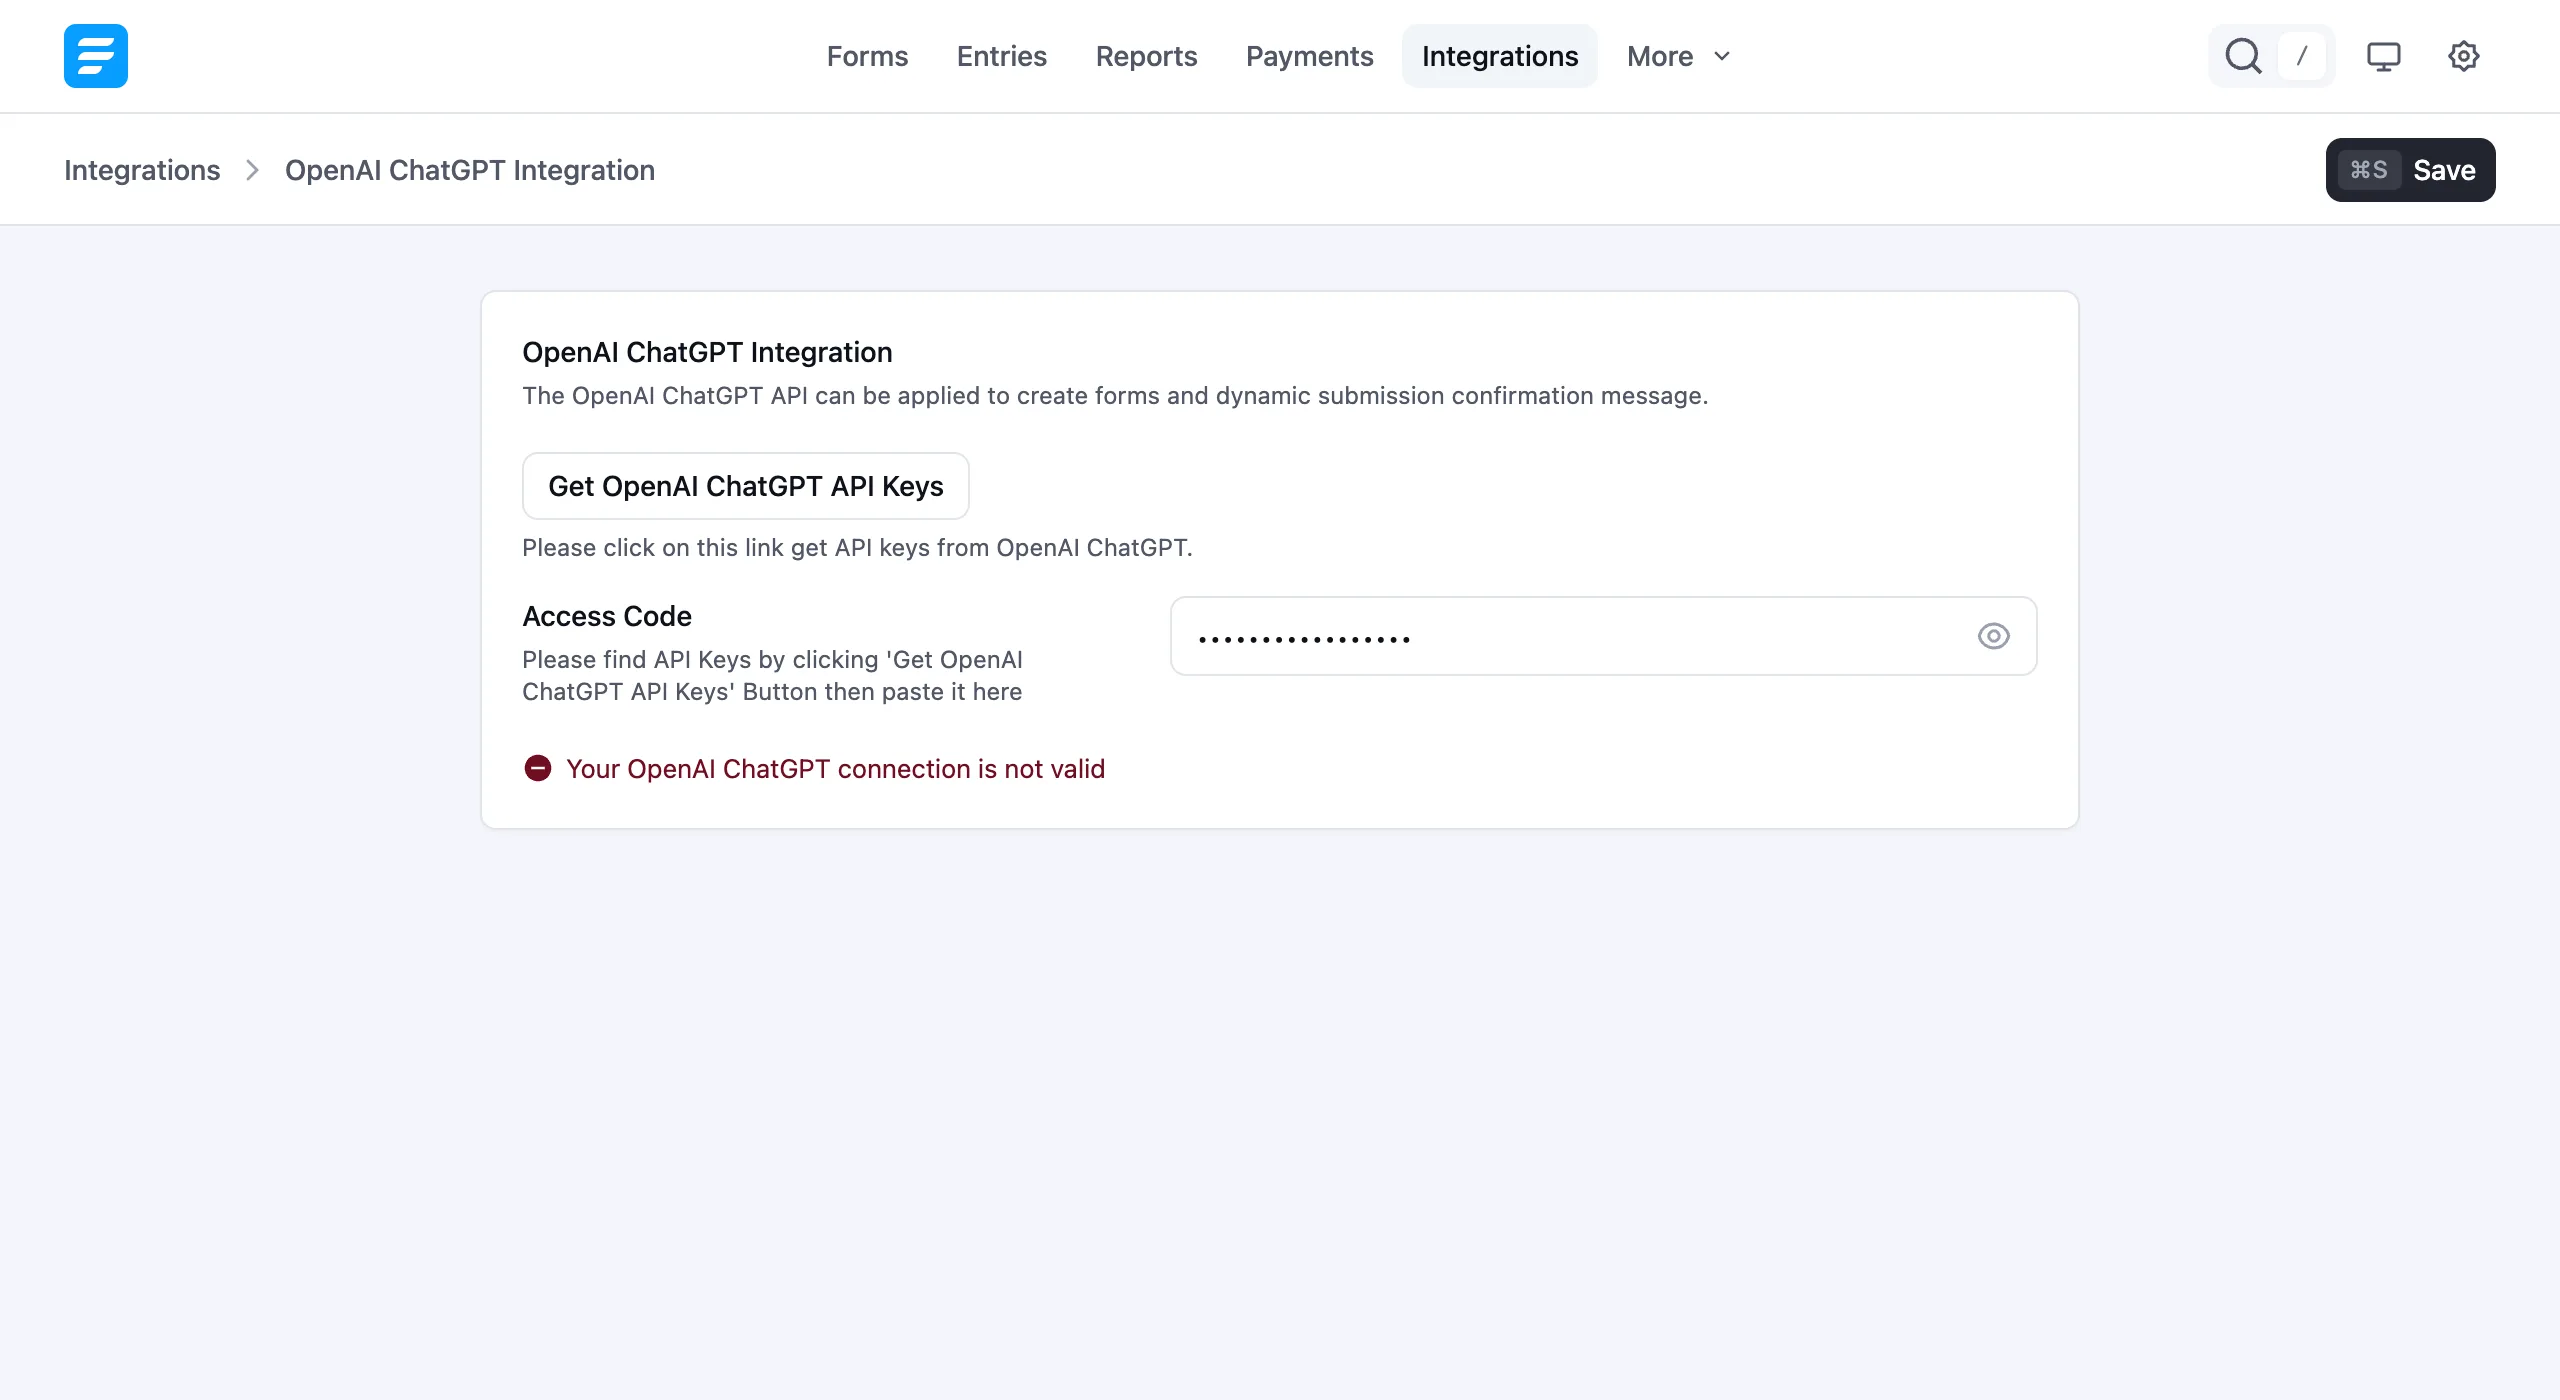 Forms Entries Reports Payments Integrations More /
Integrations OpenAI ChatGPT Integration ⌘S Save
OpenAI ChatGPT Integration
The OpenAI ChatGPT API can be applied to create forms and dynamic submission confirmation message.
Get OpenAI ChatGPT API Keys
Please click on this link get API keys from OpenAI ChatGPT.
Access Code
•••••••••••••••••
Please find API Keys by clicking 'Get OpenAI
ChatGPT API Keys' Button then paste it here
Your OpenAI ChatGPT connection is not valid